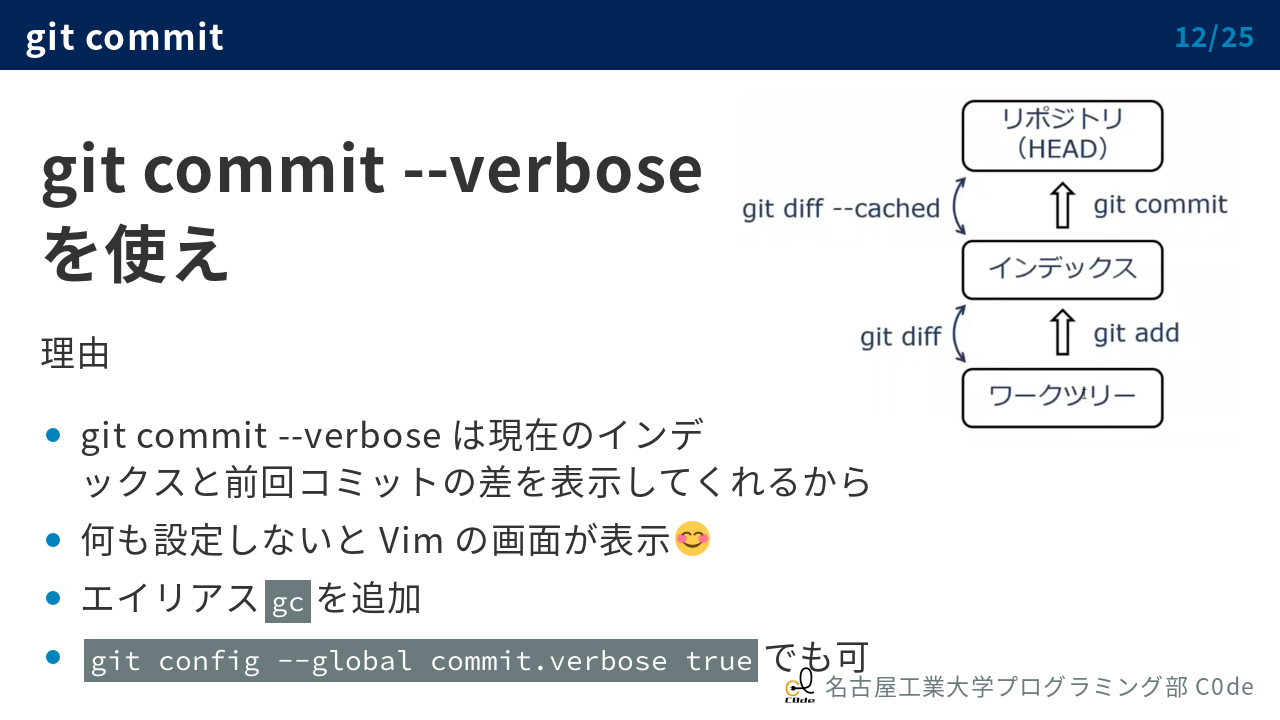 git commit
12/25
git commit --verbose
を使え
理由
git commit --verbose は現在のインデ
ックスと前回コミットの差を表示してくれるから
何も設定しないと Vim の画面が表示😊
エイリアス gc を追加
git config --global commit.verbose true でも可
リポジトリ
（HEAD）
git diff --cached
git commit
インデックス
git diff
git add
ワークツリー
C0de
名古屋工業大学プログラミング部 C0de